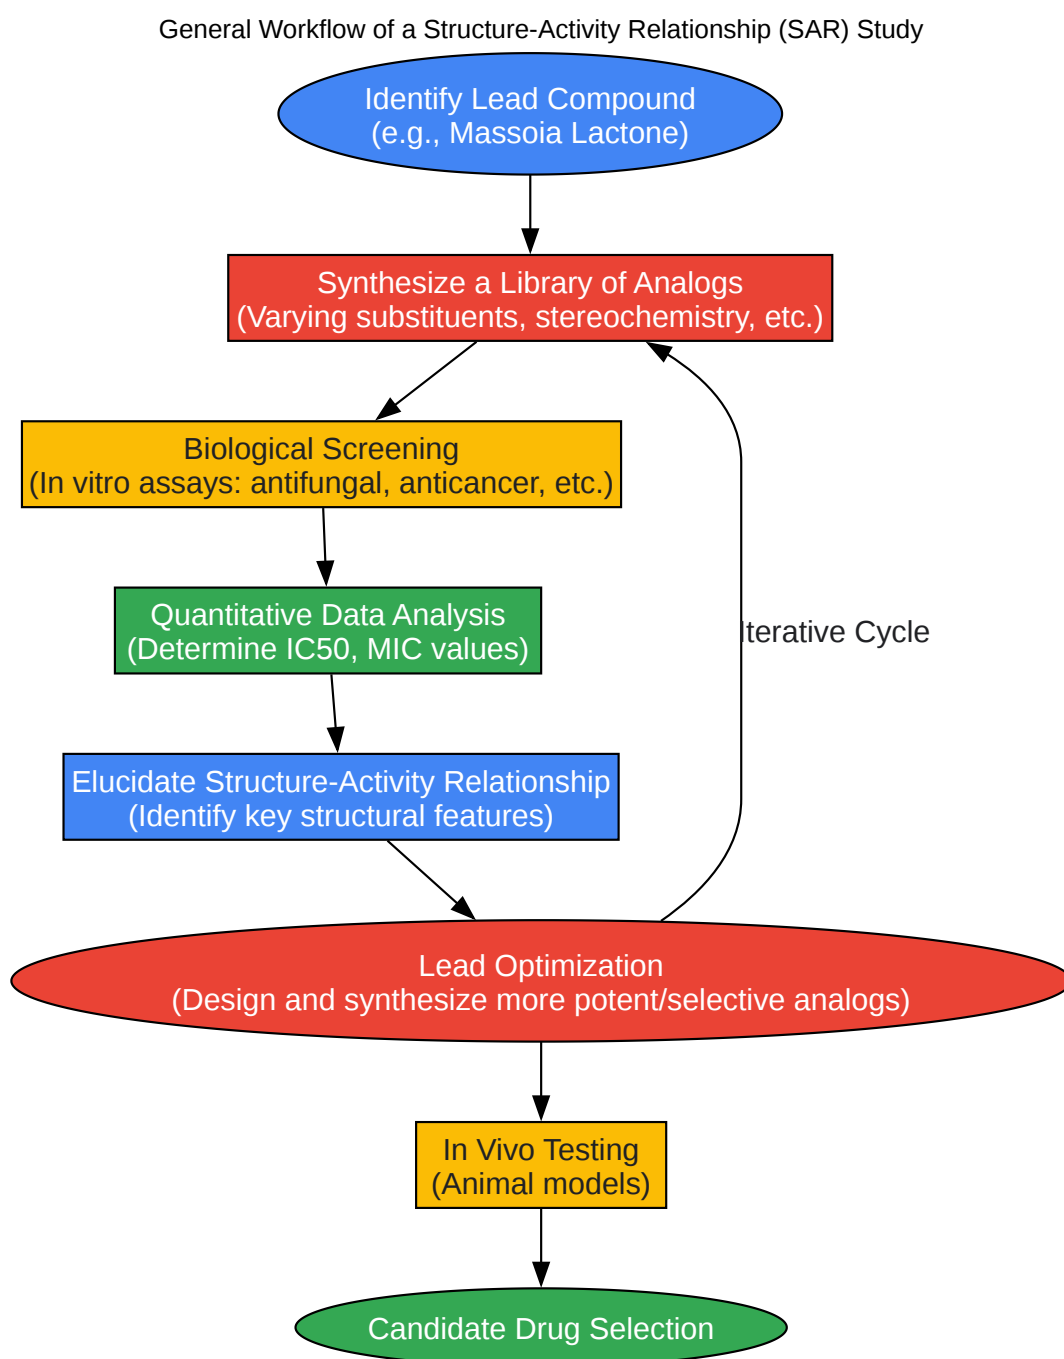 General Workflow of a Structure-Activity Relationship (SAR) Study
Identify Lead Compound
(e.g., Massoia Lactone)
Synthesize a Library of Analogs
(Varying substituents, stereochemistry, etc.)
Biological Screening
(In vitro assays: antifungal, anticancer, etc.)
Quantitative Data Analysis
(Determine IC50, MIC values)
Iterative Cycle
Elucidate Structure-Activity Relationship
(Identify key structural features)
Lead Optimization
(Design and synthesize more potent/selective analogs)
In Vivo Testing
(Animal models)
Candidate Drug Selection